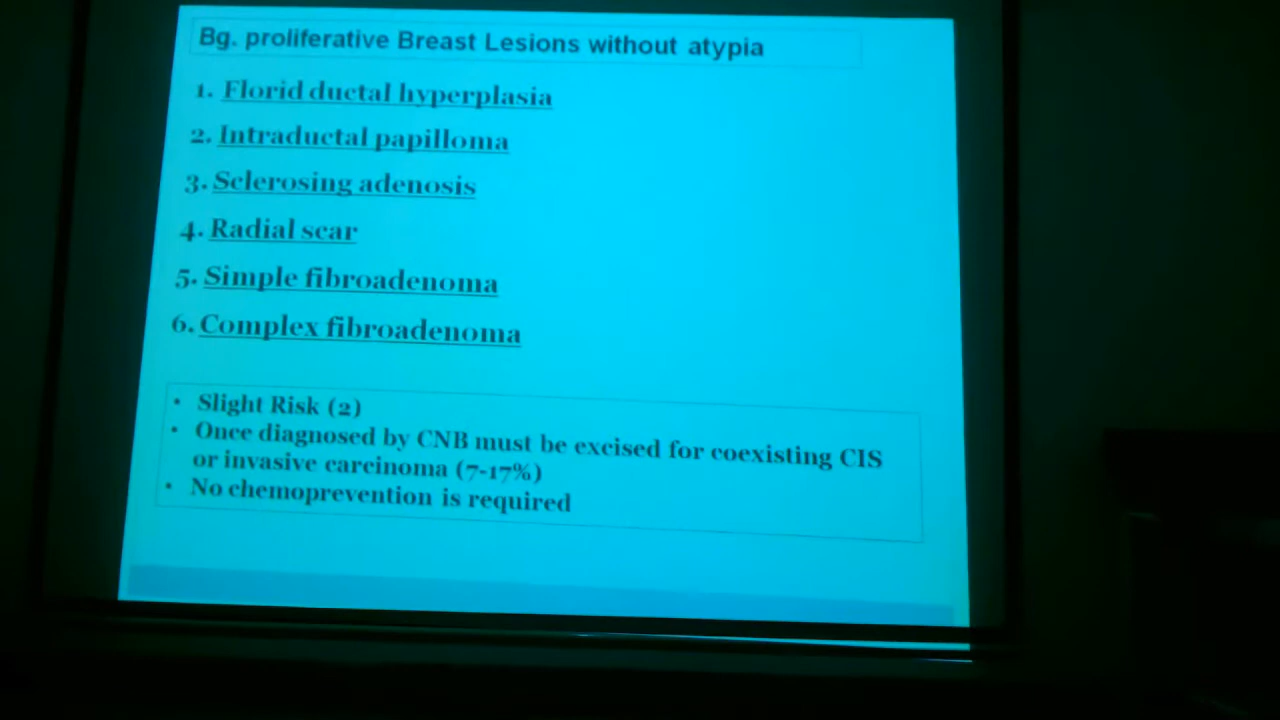 Bg. proliferative Breast Lesions without atypia
1. Florid ductal hyperplasia
2. Intraductal papilloma
3. Sclerosing adenosis
4. Radial scar
5. Simple fibroadenoma
6. Complex fibroadenoma
• Slight Risk (2)
• Once diagnosed by CNB must be excised for coexisting CIS
or invasive carcinoma (7-17%)
• No chemoprevention is required